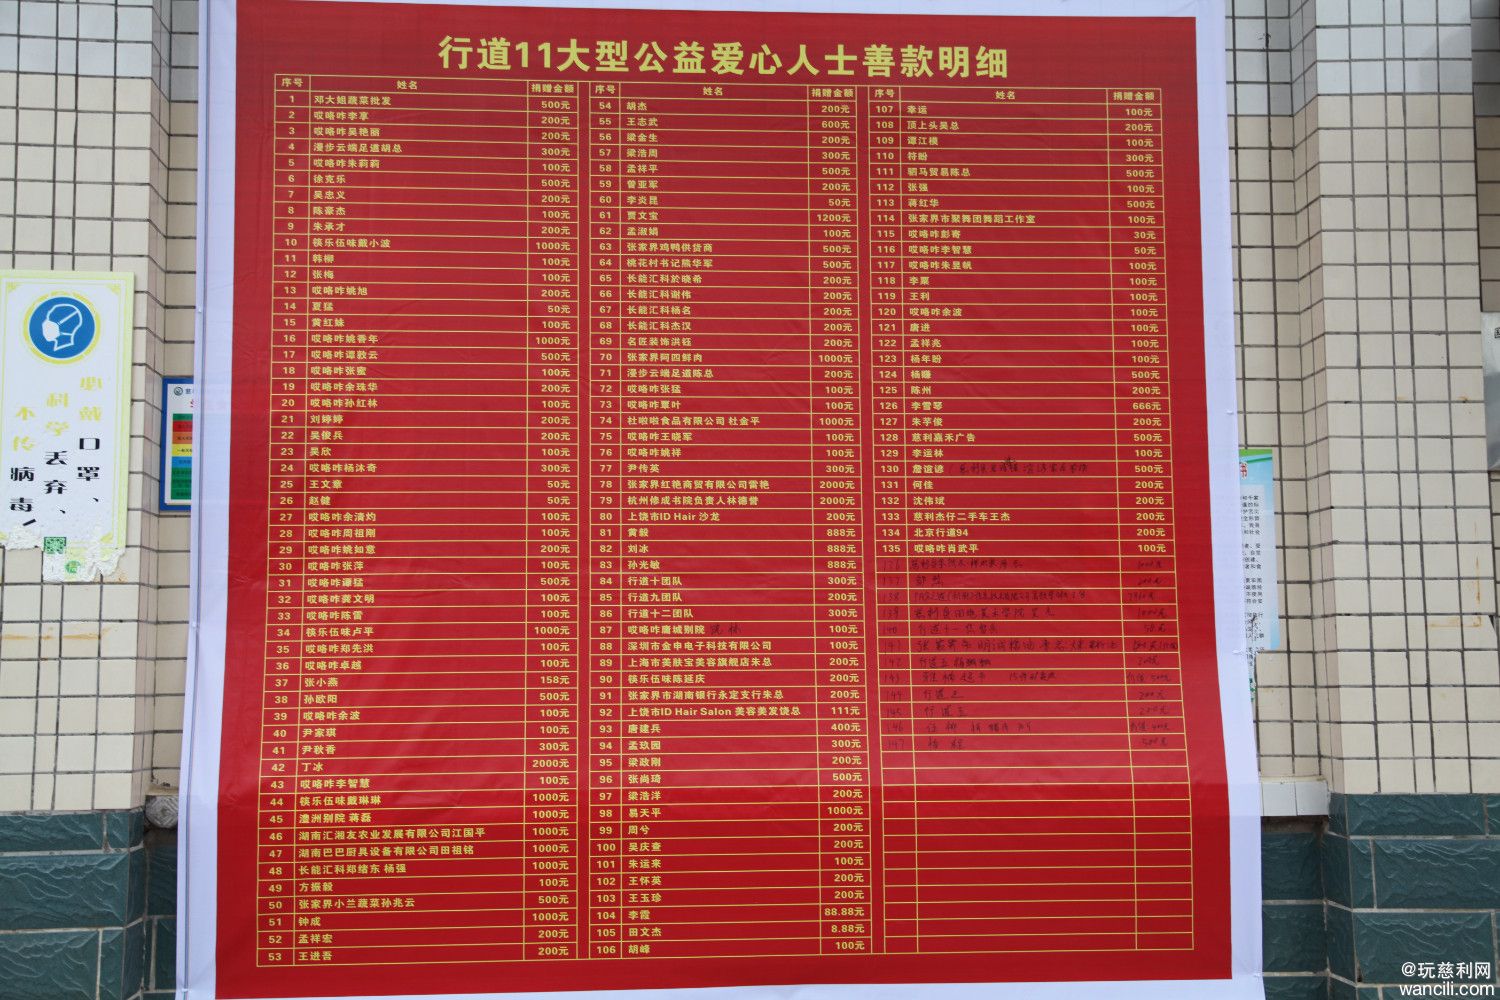 行道11大型公益爱心人士善款明细
序号 姓名 捐赠金额
1 邓大姐蔬菜批发 500元
2 哎咯咋李享 200元
3 哎咯咋吴艳丽 200元
4 漫步云端足道胡总 300元
5 哎咯咋朱莉莉 100元
6 徐克乐 500元
7 吴忠义 200元
8 陈豪杰 100元
9 朱承才 200元
10 筷乐伍味戴小波 1000元
11 韩柳 100元
12 张梅 100元
13 哎咯咋姚旭 200元
14 夏猛 50元
15 黄红妹 100元
16 哎咯咋姚香年 1000元
17 哎咯咋谭敦云 500元
18 哎咯咋张蜜 100元
19 哎咯咋余珠华 200元
20 哎咯咋孙红林 100元
21 刘婷婷 200元
22 吴俊兵 200元
23 吴欣 100元
24 哎咯咋杨沐奇 300元
25 王文章 50元
26 赵健 50元
27 哎咯咋余清灼 100元
28 哎咯咋周祖刚 100元
29 哎咯咋姚如意 200元
30 哎咯咋张萍 100元
31 哎咯咋谭猛 500元
32 哎咯咋龚文明 100元
33 哎咯咋陈雷 100元
34 筷乐伍味卢平 1000元
35 哎咯咋郑先洪 100元
36 哎咯咋卓越 100元
37 张小燕 158元
38 孙欧阳 500元
39 哎咯咋余波 100元
40 尹家琪 100元
41 尹秋香 300元
42 丁冰 2000元
43 哎咯咋李智慧 100元
44 筷乐伍味戴琳琳 1000元
45 澧洲别院 蒋磊 1000元
46 湖南汇湘友农业发展有限公司江国平 1000元
47 湖南巴巴厨具设备有限公司田祖铭 1000元
48 长能汇科郑绪东 杨强 1000元
49 方振毅 100元
50 张家界小兰蔬菜孙兆云 500元
51 钟成 1000元
52 孟祥宏 200元
53 王进吾 200元
序号 姓名 捐赠金额
54 胡杰 200元
55 王志武 600元
56 梁金生 200元
57 梁浩周 300元
58 孟祥平 500元
59 曾亚军 200元
60 李炎昆 50元
61 贾文宝 1200元
62 孟淑娟 100元
63 张家界鸡鸭供货商 500元
64 桃花村书记熊华军 500元
65 长能汇科於晓希 200元
66 长能汇科谢伟 200元
67 长能汇科杨名 200元
68 长能汇科杰汉 200元
69 名匠装饰洪钰 200元
70 张家界阿四鲜肉 1000元
71 漫步云端足道陈总 200元
72 哎咯咋张猛 100元
73 哎咯咋覃叶 100元
74 杜啦啦食品有限公司 杜金平 1000元
75 哎咯咋王晓军 100元
76 哎咯咋姚祥 100元
77 尹传英 300元
78 张家界红艳商贸有限公司雷艳 2000元
79 杭州修成书院负责人林德誉 2000元
80 上饶市ID Hair 沙龙 200元
81 黄毅 888元
82 刘冰 888元
83 孙光敏 888元
84 行道十团队 300元
85 行道九团队 200元
86 行道十二团队 300元
87 哎咯咋庸城别院 100元
88 深圳市金申电子科技有限公司 100元
89 上海市美肤宝美容旗舰店朱总 200元
90 筷乐伍味陈延庆 200元
91 张家界市湖南银行永定支行朱总 200元
92 上饶市ID Hair Salon 美容美发饶总 111元
93 唐建兵 400元
94 孟玖园 300元
95 梁政刚 200元
96 张尚琦 500元
97 梁浩洋 200元
98 易天平 1000元
99 周兮 200元
100 吴庆查 200元
101 朱运来 100元
102 王怀英 200元
103 王玉珍 200元
104 李霞 88.88元
105 田文杰 8.88元
106 胡峰 100元
序号 姓名 捐赠金额
107 幸运 100元
108 顶上头吴总 200元
109 谭江模 100元
110 符盼 300元
111 驷马贸易陈总 500元
112 张强 100元
113 蒋红华 500元
114 张家界市聚舞团舞蹈工作室 100元
115 哎咯咋彭寄 30元
116 哎咯咋李智慧 50元
117 哎咯咋朱昱帆 100元
118 李粟 100元
119 王利 100元
120 哎咯咋余波 100元
121 唐进 100元
122 孟祥兆 100元
123 杨年盼 100元
124 杨赚 500元
125 陈州 200元
126 李雪琴 666元
127 朱芋俊 200元
128 慈利嘉禾广告 500元
129 李运林 100元
130 詹谊谚 500元
131 何佳 200元
132 沈伟斌 200元
133 慈利杰仔二手车王杰 200元
134 北京行道94 200元
135 哎咯咋肖武平 100元
136
137
138
139
140
141
142
143
144
145
146
147
必戴口罩、
科学丢弃、
不传病毒!
@玩慈利网
wancili.com